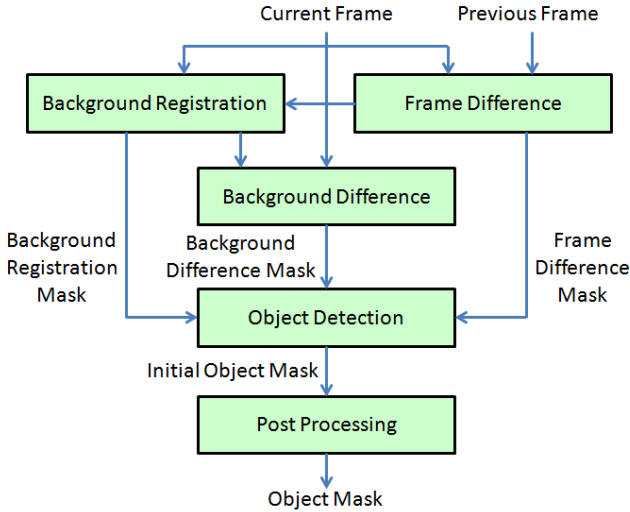 Current Frame
Previous Frame
Background Registration
Frame Difference
Background Difference
Background
Registration
Mask
Background
Difference Mask
Frame
Difference
Mask
Object Detection
Initial Object Mask
Post Processing
Object Mask